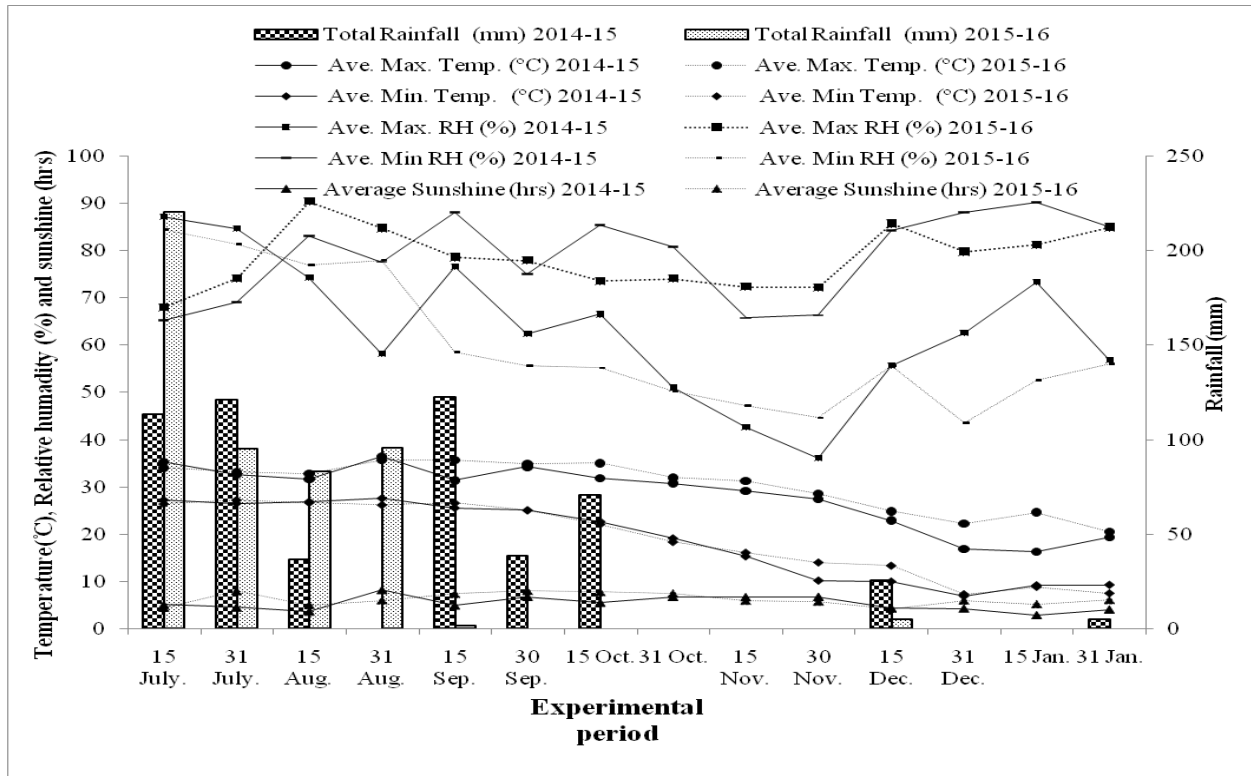 Total Rainfall (mm) 2014-15
Total Rainfall (mm) 2015-16
Ave. Max. Temp. (°C) 2014-15
Ave. Max. Temp. (°C) 2015-16
Ave. Min. Temp. (°C) 2014-15
Ave. Min Temp. (°C) 2015-16
Ave. Max. RH (%) 2014-15
Ave. Max RH (%) 2015-16
Ave. Min RH (%) 2014-15
Ave. Min RH (%) 2015-16
Average Sunshine (hrs) 2014-15
Average Sunshine (hrs) 2015-16
Temperature(°C), Relative humadity (%) and sunshine (hrs)
100
90
80
70
60
50
40
30
20
10
0
250
200
150
100
50
0
Rainfall (mm)
15 31 15 31 15 30 15 Oct. 31 Oct. 15 30 15 31 15 Jan. 31 Jan.
July. July. Aug. Aug. Sep. Sep. Nov. Nov. Dec. Dec.
Experimental
period